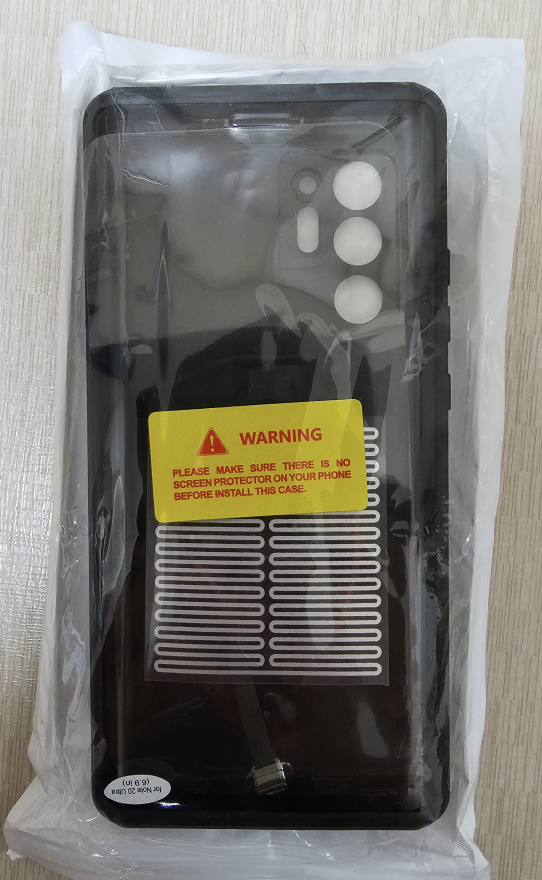 WARNING
PLEASE MAKE SURE THERE IS NO
SCREEN PROTECTOR ON YOUR PHONE
BEFORE INSTALL THIS CASE.
for Note 20 Ultra
(6.9 in)